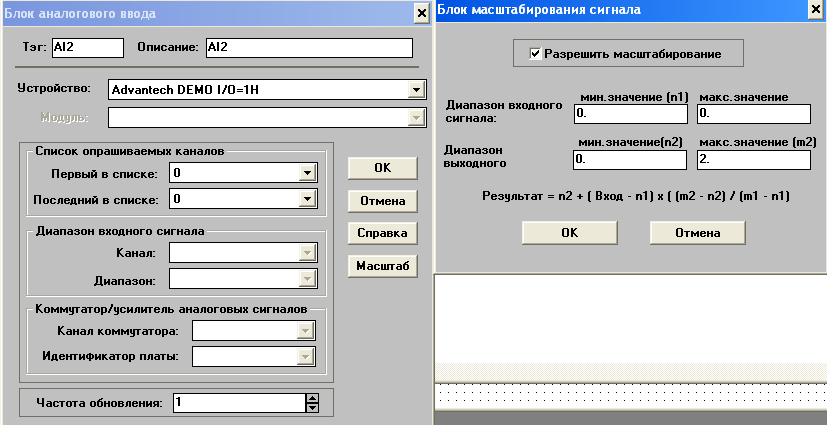 Блок аналогового ввода
Тэг: AI2 Описание: AI2
Устройство: Advantech DEMO I/O=1H
Модуль:
Список опрашиваемых каналов
Первый в списке: 0
Последний в списке: 0
Диапазон входного сигнала
Канал:
Диапазон:
Коммутатор/усилитель аналоговых сигналов
Канал коммутатора:
Идентификатор платы:
Частота обновления: 1
OK
Отмена
Справка
Масштаб
Блок масштабирования сигнала
Разрешить масштабирование
мин.значение (n1) макс.значение
Диапазон входного
сигнала: 0. 0.
мин.значение(n2) макс.значение (m2)
Диапазон
выходного 0. 2.
Результат = n2 + ( Вход - n1) x ( (m2 - n2) / (m1 - n1)
OK Отмена